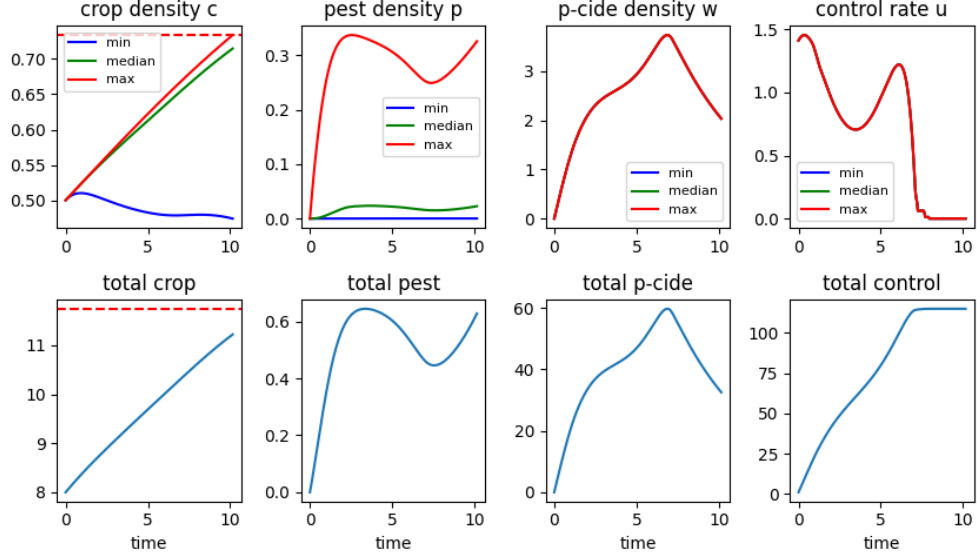 crop density c
pest density p
p-cide density w
control rate u
0.70
0.65
0.60
0.55
0.50
min
median
max
0 5 10
0.3
0.2
0.1
0.0
min
median
max
0 5 10
3
2
1
0
min
median
max
0 5 10
1.5
1.0
0.5
0.0
min
median
max
0 5 10
total crop
total pest
total p-cide
total control
11
10
9
8
0 5 10
time
0.6
0.4
0.2
0.0
0 5 10
time
60
40
20
0
0 5 10
time
100
75
50
25
0
0 5 10
time